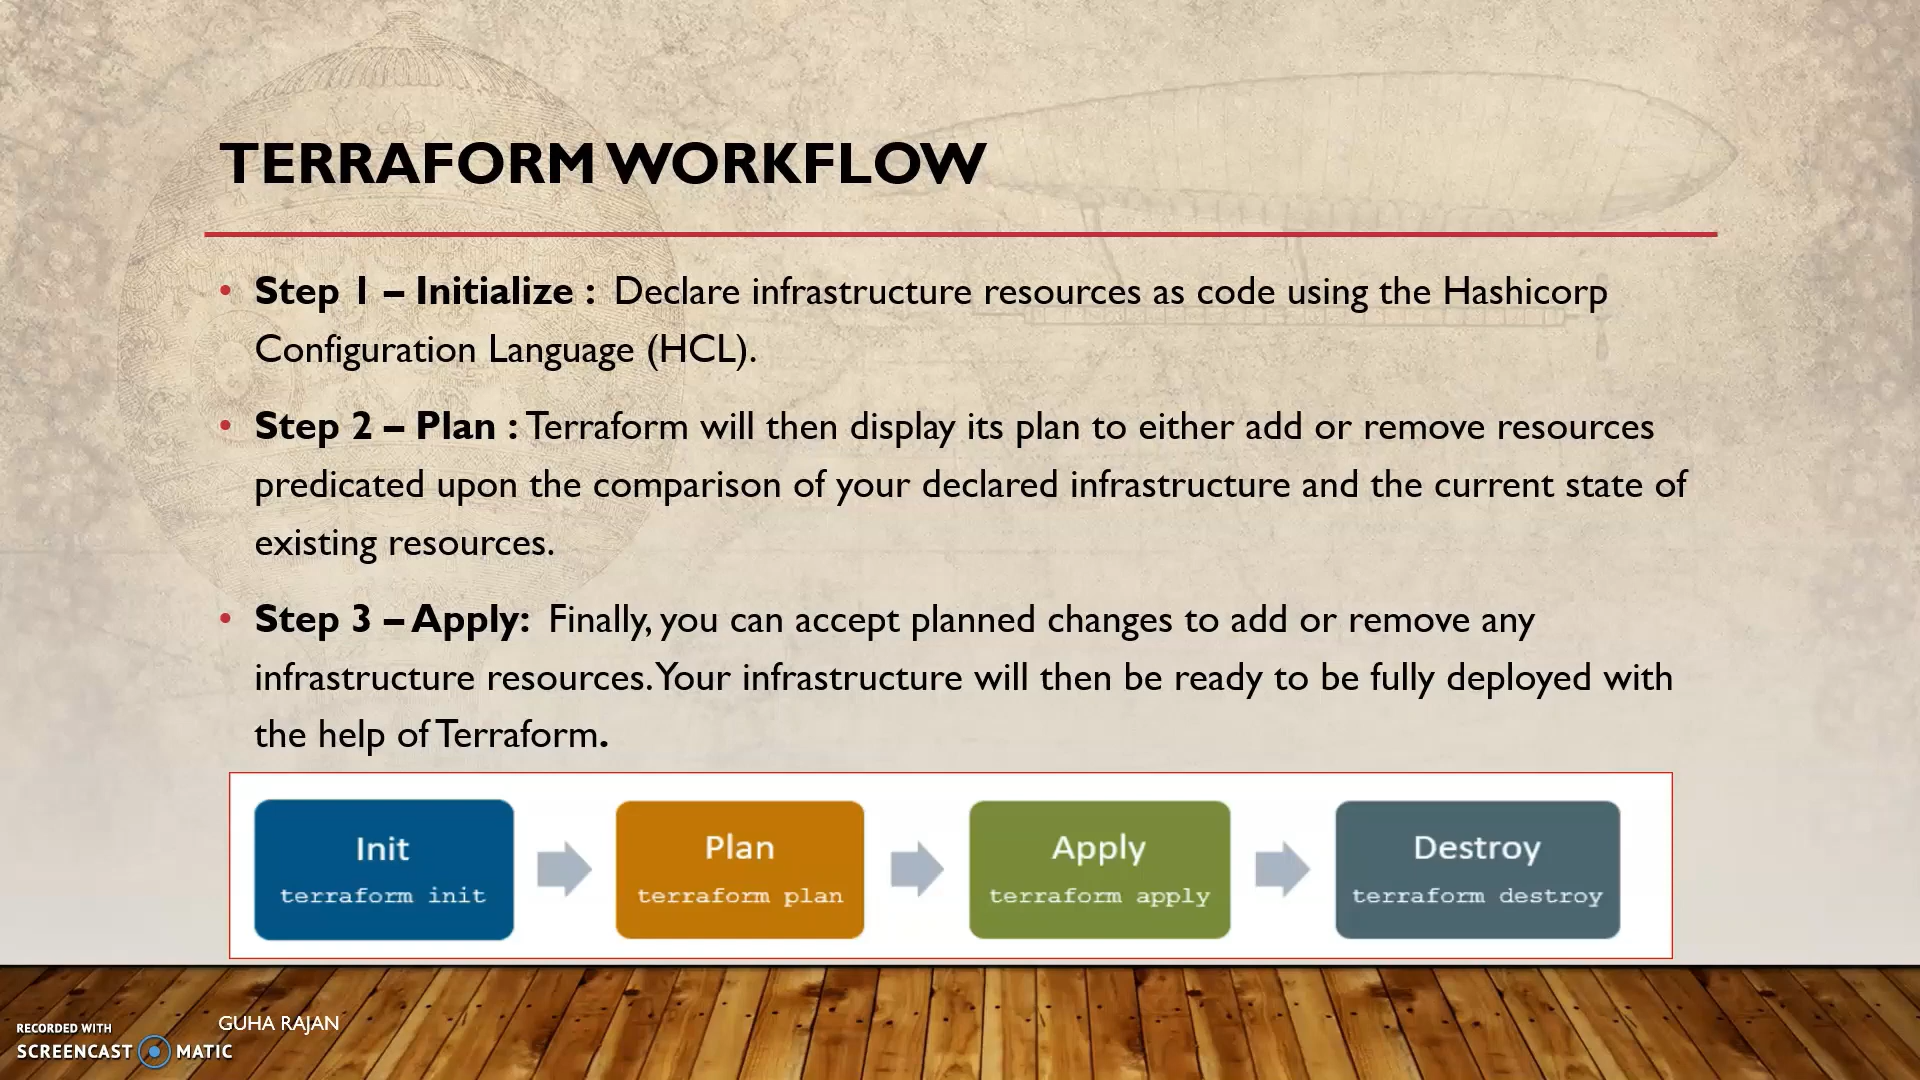 TERRAFORM WORKFLOW
• Step 1 – Initialize : Declare infrastructure resources as code using the Hashicorp
Configuration Language (HCL).
• Step 2 – Plan : Terraform will then display its plan to either add or remove resources
predicated upon the comparison of your declared infrastructure and the current state of
existing resources.
• Step 3 – Apply: Finally, you can accept planned changes to add or remove any
infrastructure resources. Your infrastructure will then be ready to be fully deployed with
the help of Terraform.
Init
terraform init
Plan
terraform plan
Apply
terraform apply
Destroy
terraform destroy
GUHA RAJAN
RECORDED WITH
SCREENCAST MATIC